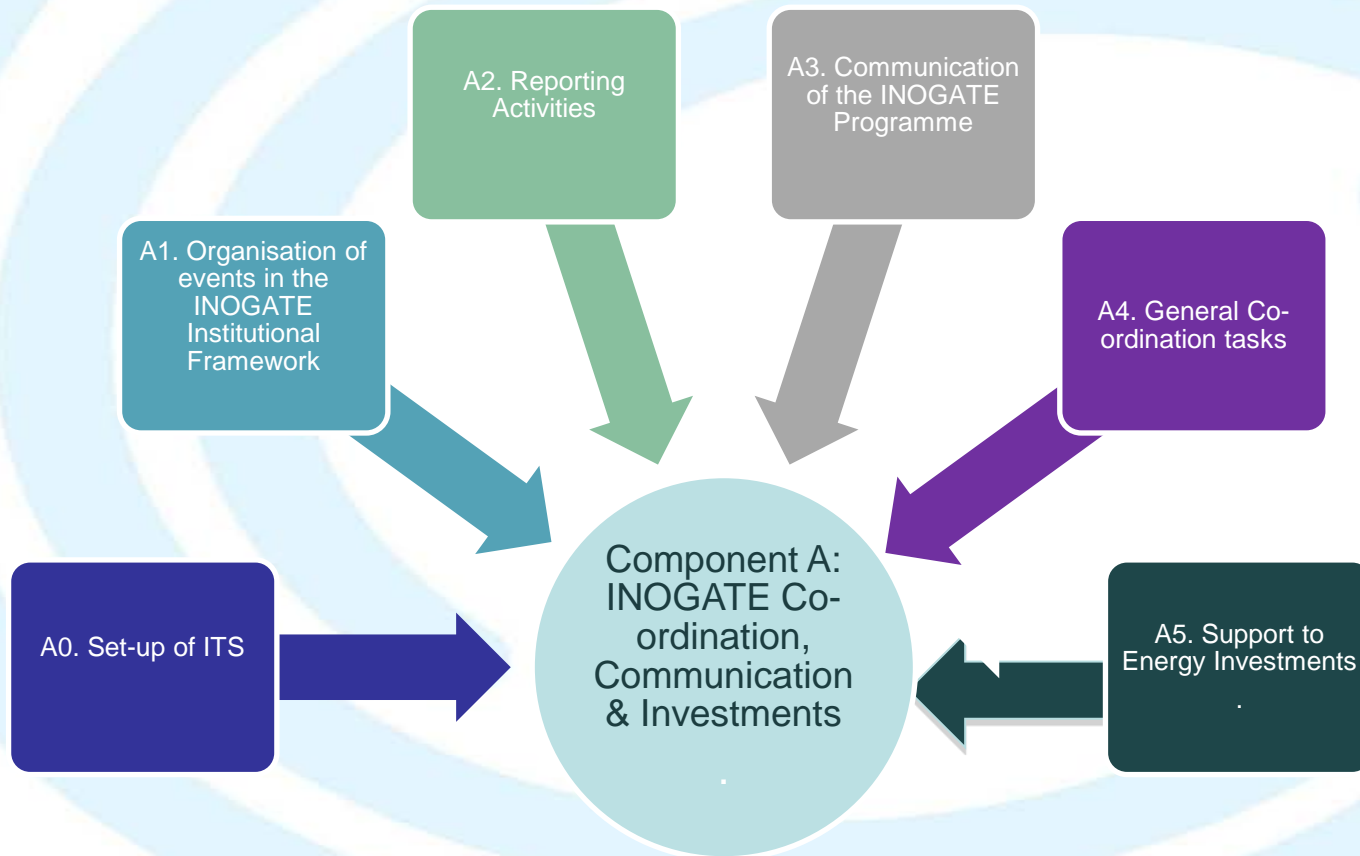 A2. Reporting
Activities
A3. Communication
of the INOGATE
Programme
A1. Organisation of
events in the
INOGATE
Institutional
Framework
A4. General Co-
ordination tasks
A0. Set-up of ITS
Component A:
INOGATE Co-
ordination,
Communication
& Investments
.
A5. Support to
Energy Investments
.